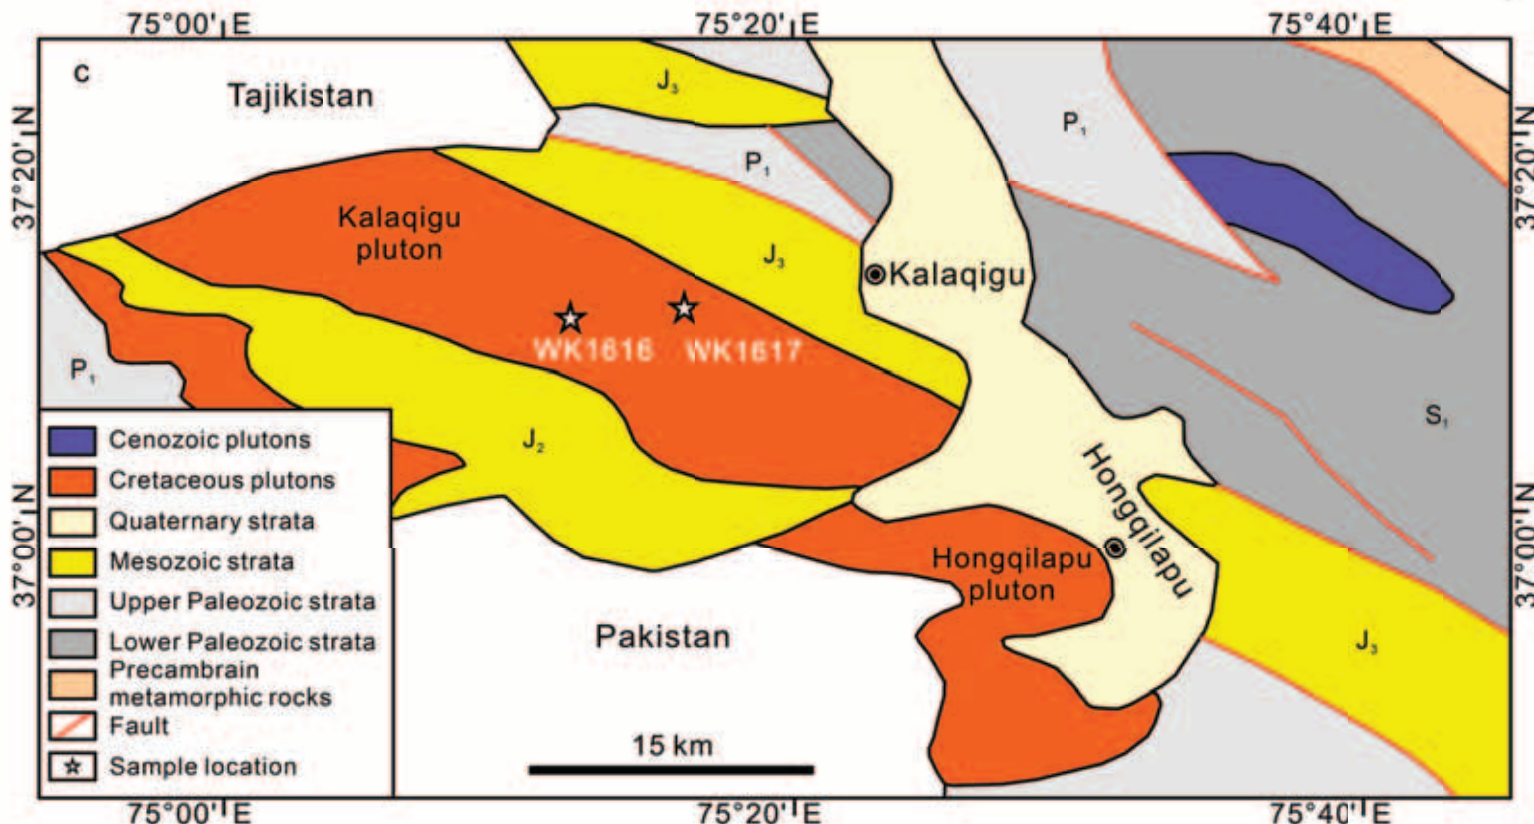 75°00' E
75°20' E
75°40' E
C
Tajikistan
J₃
P₁
37°20' N
37°20' N
P₁
Kalaqigu
pluton
J₃
Kalaqigu
WK1616
WK1617
P₁
S₁
J₂
Hongqilapu
Cenozoic plutons
Cretaceous plutons
Quaternary strata
Mesozoic strata
Upper Paleozoic strata
Lower Paleozoic strata
Precambrain
metamorphic rocks
Fault
Sample location
37°00' N
37°00' N
Hongqilapu
pluton
Pakistan
J₃
15 km
75°00' E
75°20' E
75°40' E